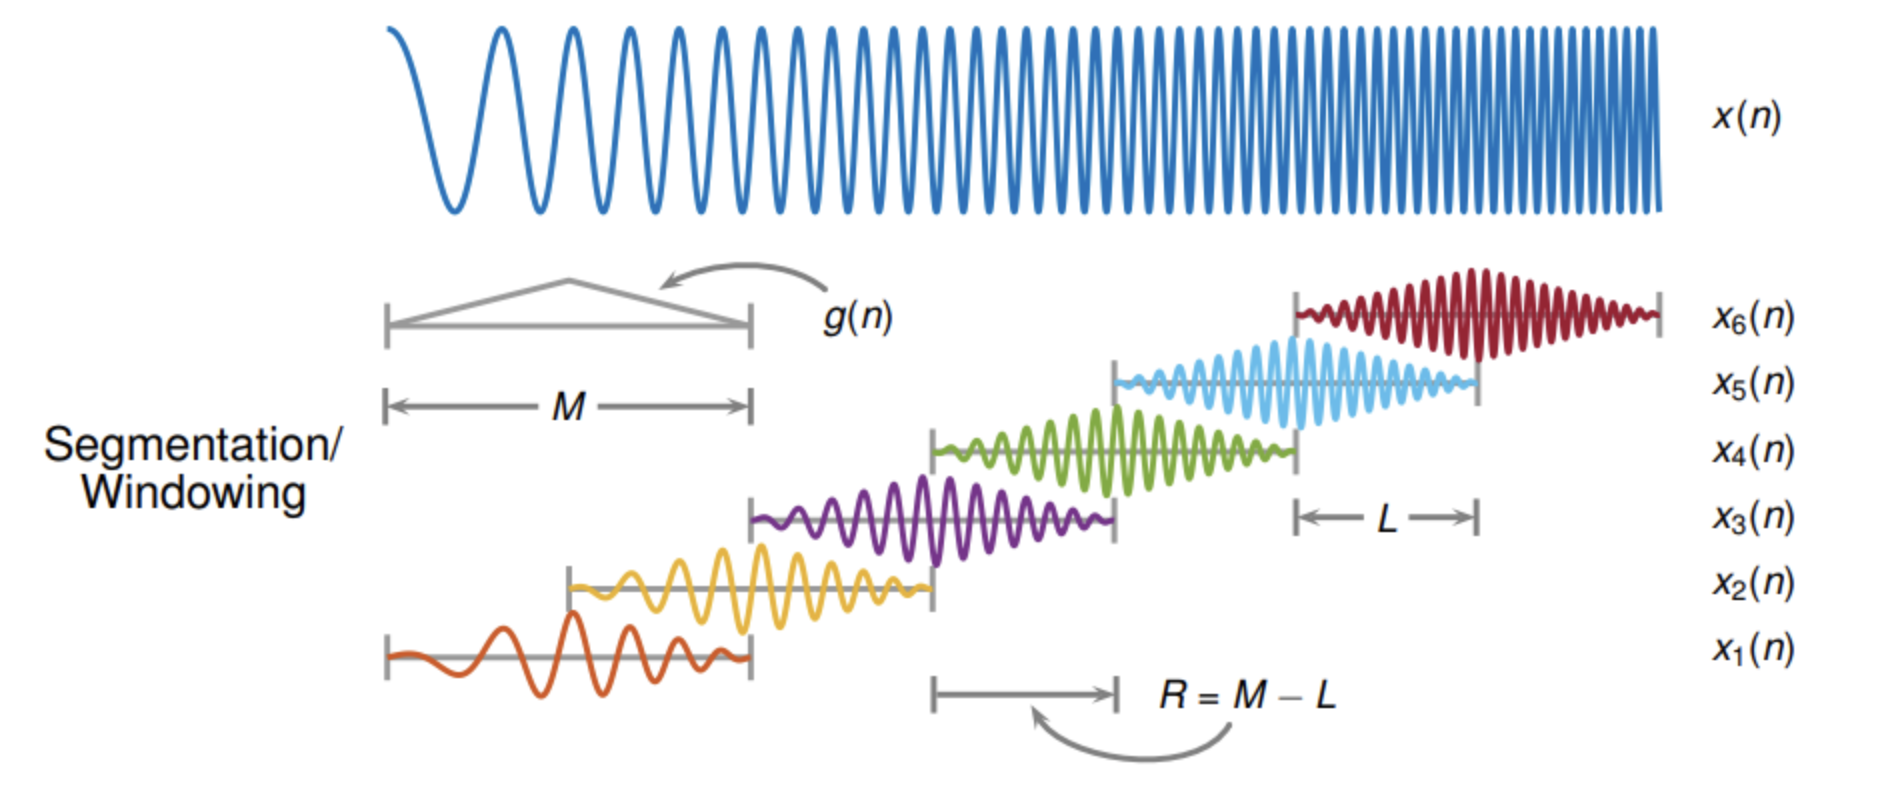 x(n)
g(n)
x₆(n)
x₅(n)
M
Segmentation/
Windowing
x₄(n)
L
x₃(n)
x₂(n)
x₁(n)
R = M − L